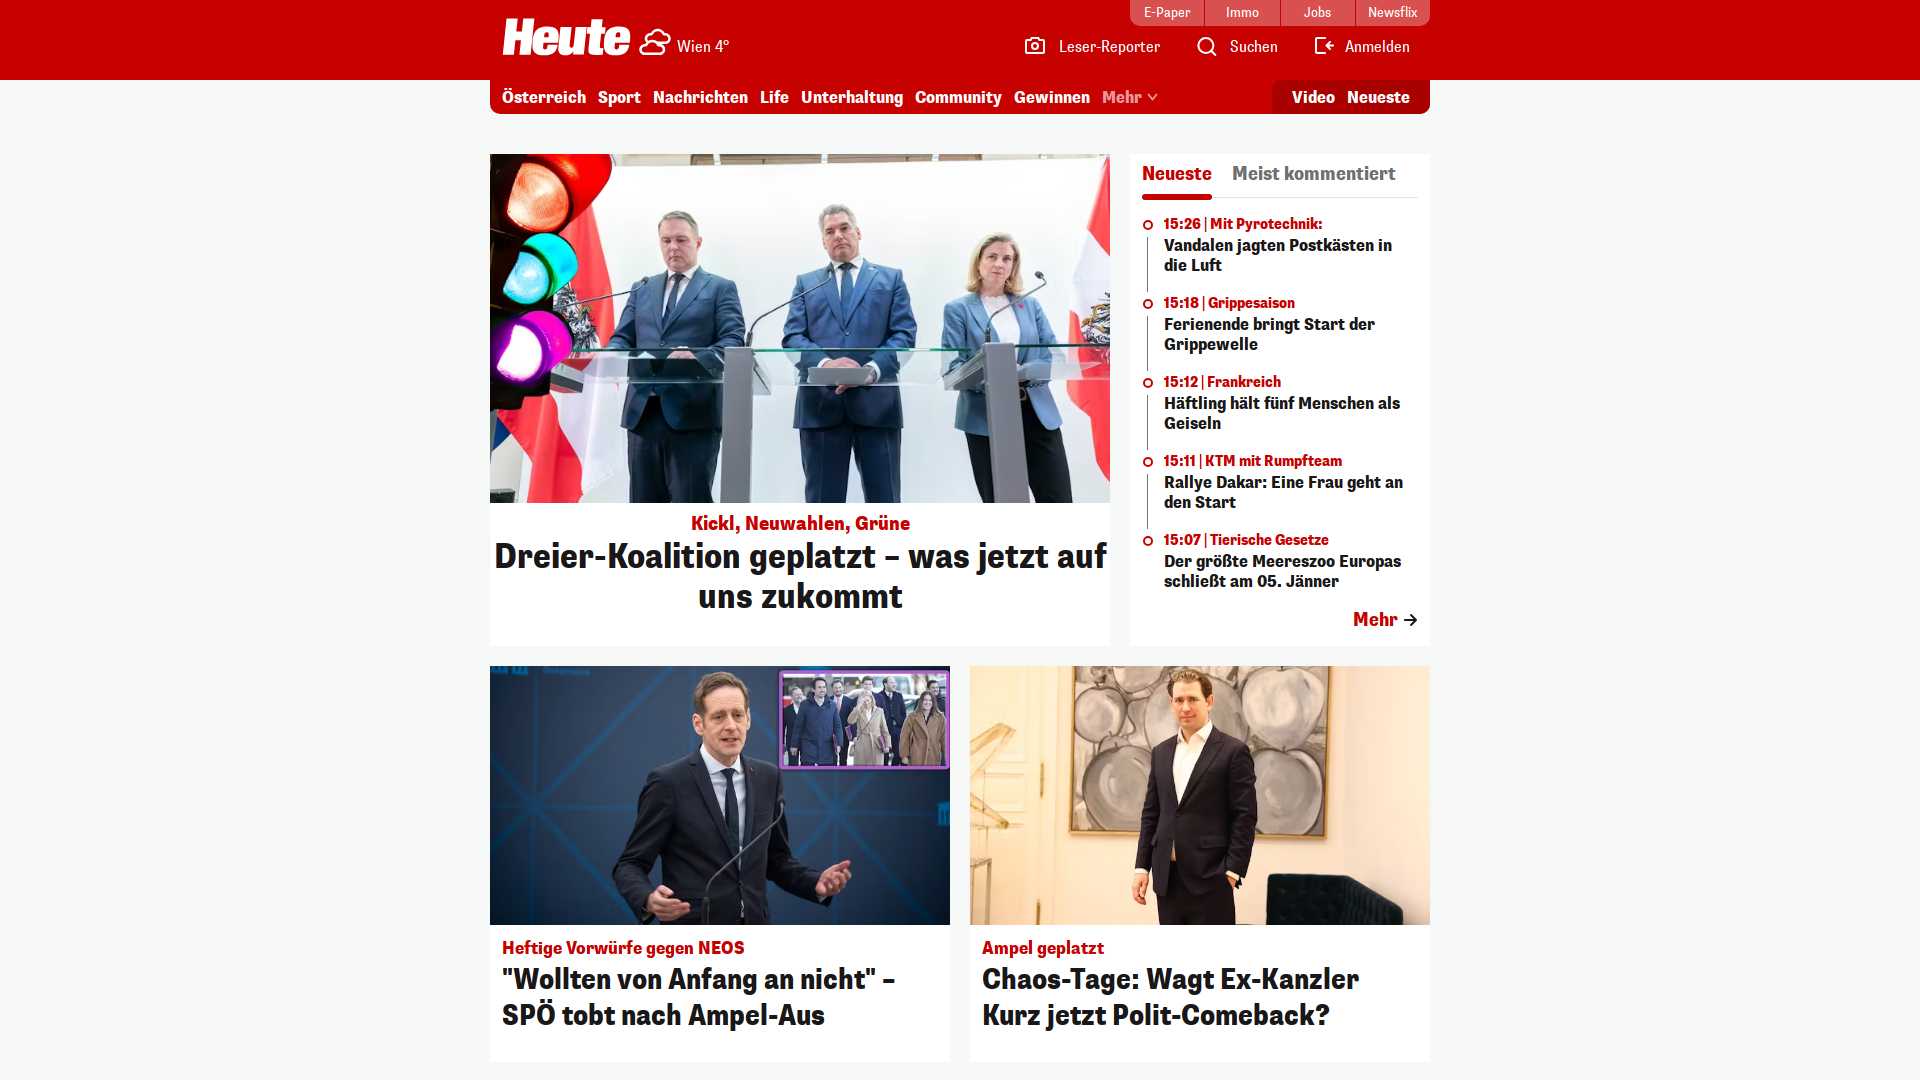 E-Paper
Immo
Jobs
Newsflix
Heute
Wien 4°
Leser-Reporter
Suchen
Anmelden
Österreich
Sport
Nachrichten
Life
Unterhaltung
Community
Gewinnen
Mehr
Video
Neueste
Kickl, Neuwahlen, Grüne
Dreier-Koalition geplatzt – was jetzt auf
uns zukommt
Neueste
Meist kommentiert
15:26 | Mit Pyrotechnik:
Vandalen jagten Postkästen in
die Luft
15:18 | Grippesaison
Ferienende bringt Start der
Grippewelle
15:12 | Frankreich
Häftling hält fünf Menschen als
Geiseln
15:11 | KTM mit Rumpfteam
Rallye Dakar: Eine Frau geht an
den Start
15:07 | Tierische Gesetze
Der größte Meereszoo Europas
schließt am 05. Jänner
Mehr
Heftige Vorwürfe gegen NEOS
"Wollten von Anfang an nicht" –
SPÖ tobt nach Ampel-Aus
Ampel geplatzt
Chaos-Tage: Wagt Ex-Kanzler
Kurz jetzt Polit-Comeback?